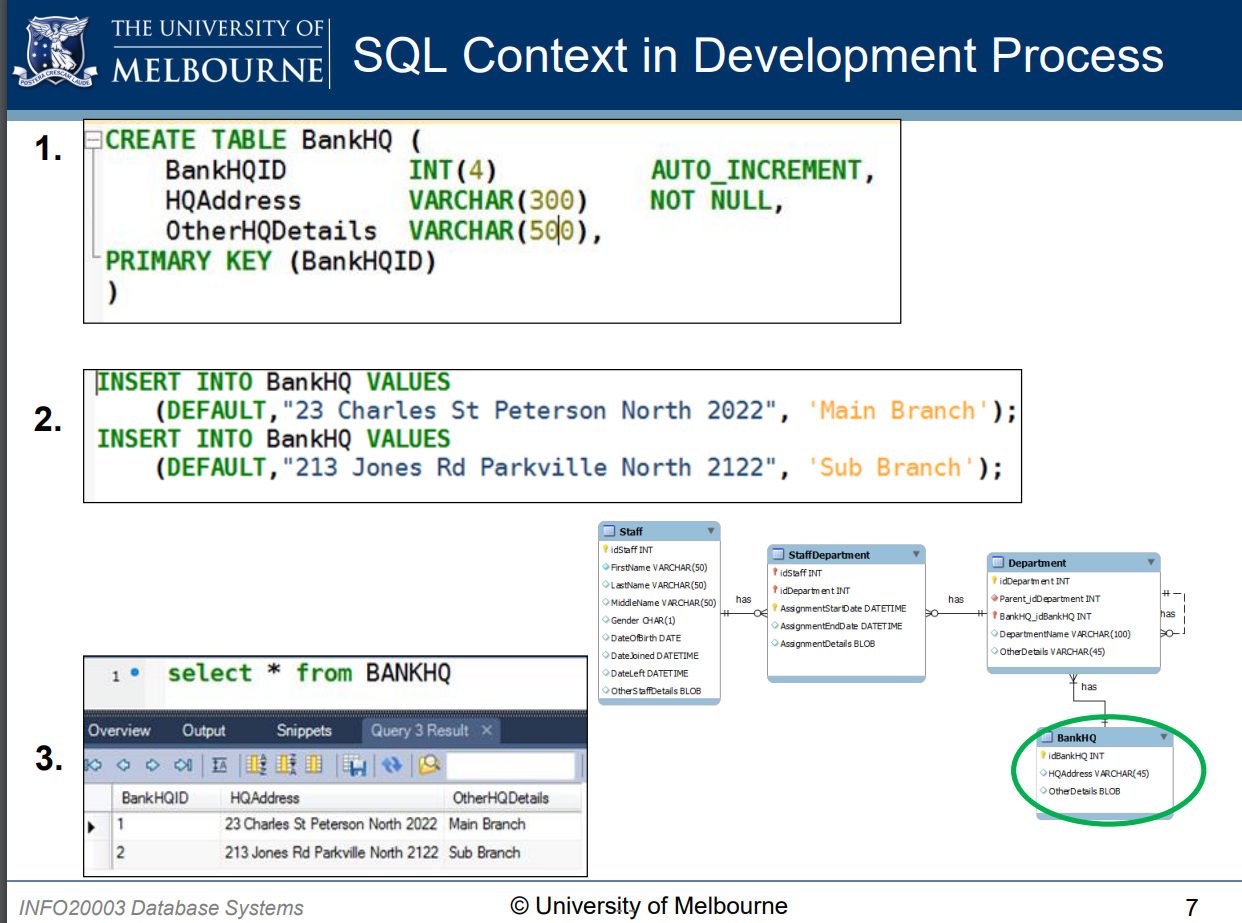 THE UNIVERSITY OF
MELBOURNE
POSTERA CRESCAM LAUDE
SQL Context in Development Process
1.
CREATE TABLE BankHQ (
BankHQID INT(4) AUTO_INCREMENT,
HQAddress VARCHAR(300) NOT NULL,
OtherHQDetails VARCHAR(500),
PRIMARY KEY (BankHQID)
)
2.
INSERT INTO BankHQ VALUES
(DEFAULT,"23 Charles St Peterson North 2022", 'Main Branch');
INSERT INTO BankHQ VALUES
(DEFAULT,"213 Jones Rd Parkville North 2122", 'Sub Branch');
Staff
idStaff INT
FirstName VARCHAR(50)
LastName VARCHAR(50)
MiddleName VARCHAR(50)
Gender CHAR(1)
DateOfBirth DATE
DateJoined DATETIME
DateLeft DATETIME
OtherStaffDetails BLOB
has
StaffDepartment
idStaff INT
idDepartment INT
AssignmentStartDate DATETIME
AssignmentEndDate DATETIME
AssignmentDetails BLOB
has
Department
idDepartment INT
Parent_idDepartment INT
BankHQ_idBankHQ INT
DepartmentName VARCHAR(100)
OtherDetails VARCHAR(45)
has
has
BankHQ
idBankHQ INT
HQAddress VARCHAR(45)
OtherDetails BLOB
3.
1 select * from BANKHQ
Overview Output Snippets Query 3 Result
BankHQID HQAddress OtherHQDetails
1 23 Charles St Peterson North 2022 Main Branch
2 213 Jones Rd Parkville North 2122 Sub Branch
INFO20003 Database Systems
© University of Melbourne
7